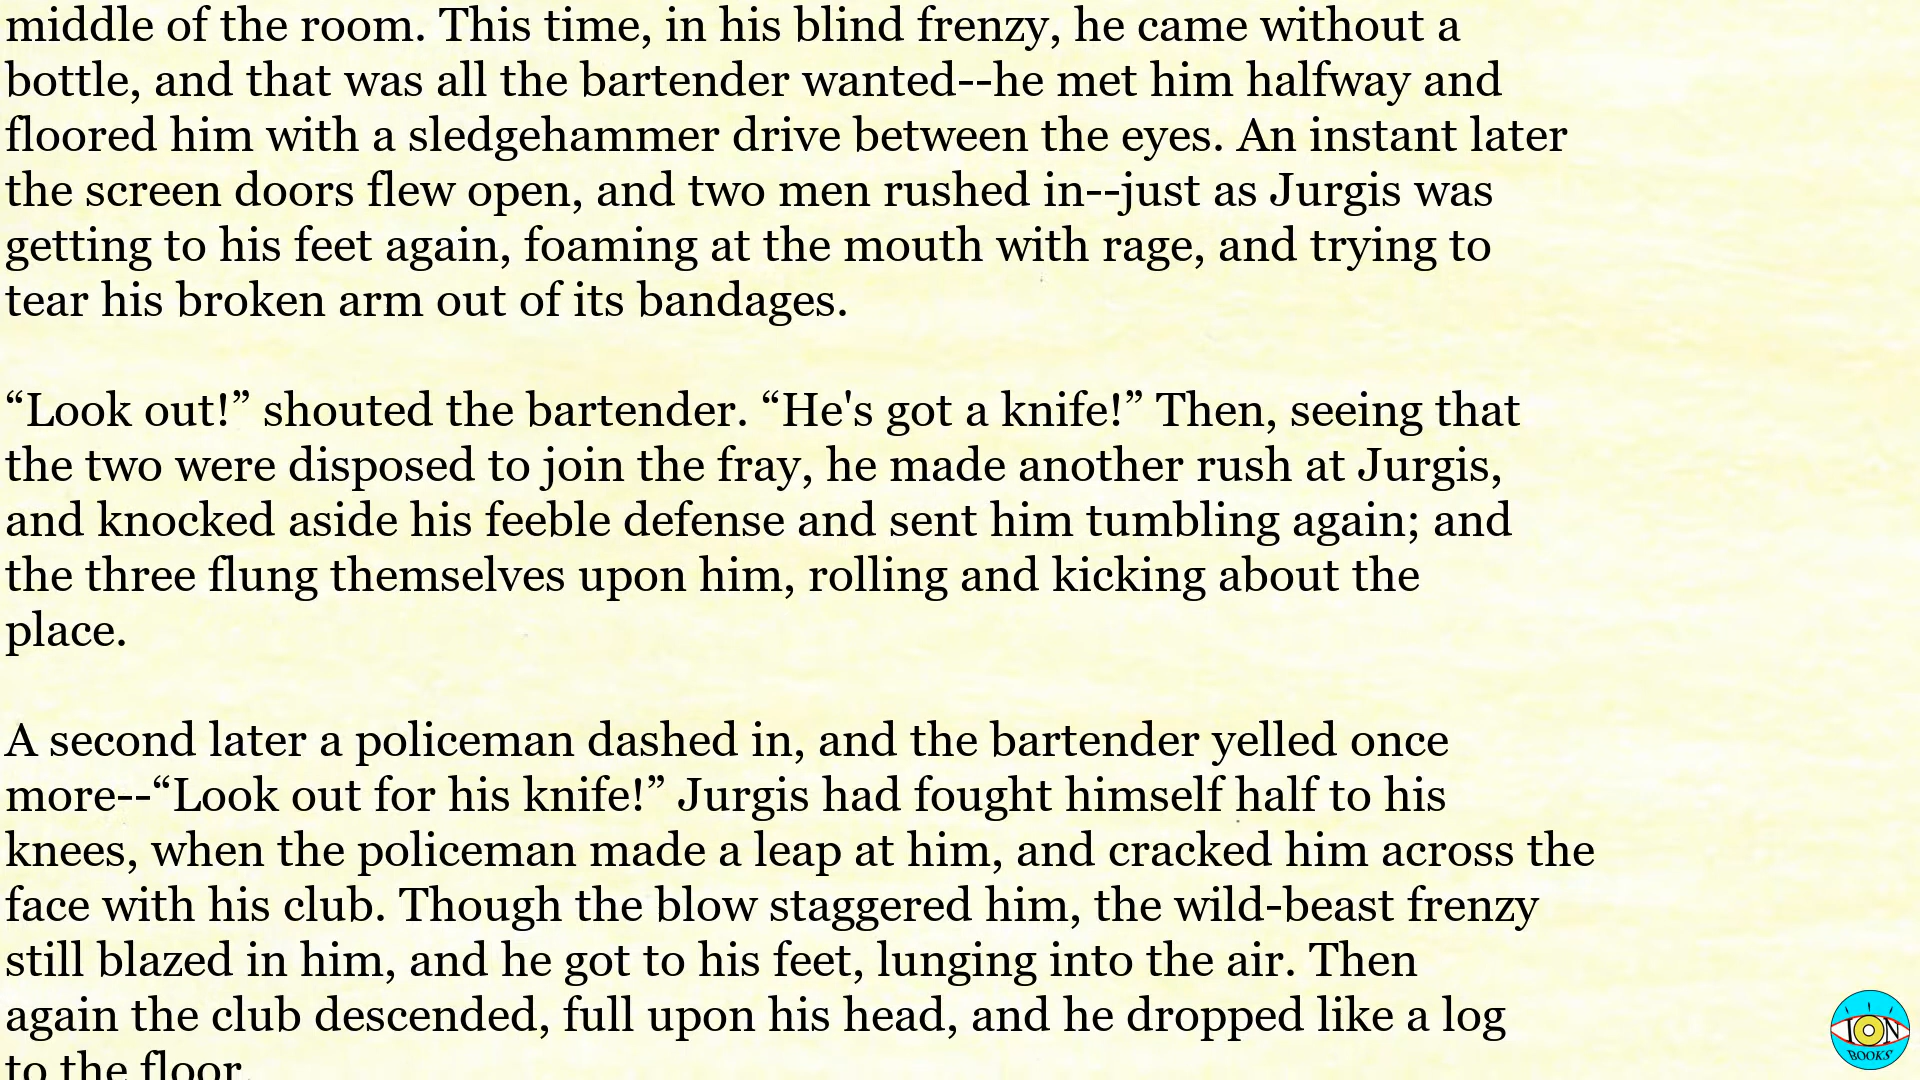 middle of the room. This time, in his blind frenzy, he came without a
bottle, and that was all the bartender wanted--he met him halfway and
floored him with a sledgehammer drive between the eyes. An instant later
the screen doors flew open, and two men rushed in--just as Jurgis was
getting to his feet again, foaming at the mouth with rage, and trying to
tear his broken arm out of its bandages.
“Look out!” shouted the bartender. “He's got a knife!” Then, seeing that
the two were disposed to join the fray, he made another rush at Jurgis,
and knocked aside his feeble defense and sent him tumbling again; and
the three flung themselves upon him, rolling and kicking about the
place.
A second later a policeman dashed in, and the bartender yelled once
more--“Look out for his knife!” Jurgis had fought himself half to his
knees, when the policeman made a leap at him, and cracked him across the
face with his club. Though the blow staggered him, the wild-beast frenzy
still blazed in him, and he got to his feet, lunging into the air. Then
again the club descended, full upon his head, and he dropped like a log
to the floor.
ION
BOOKS